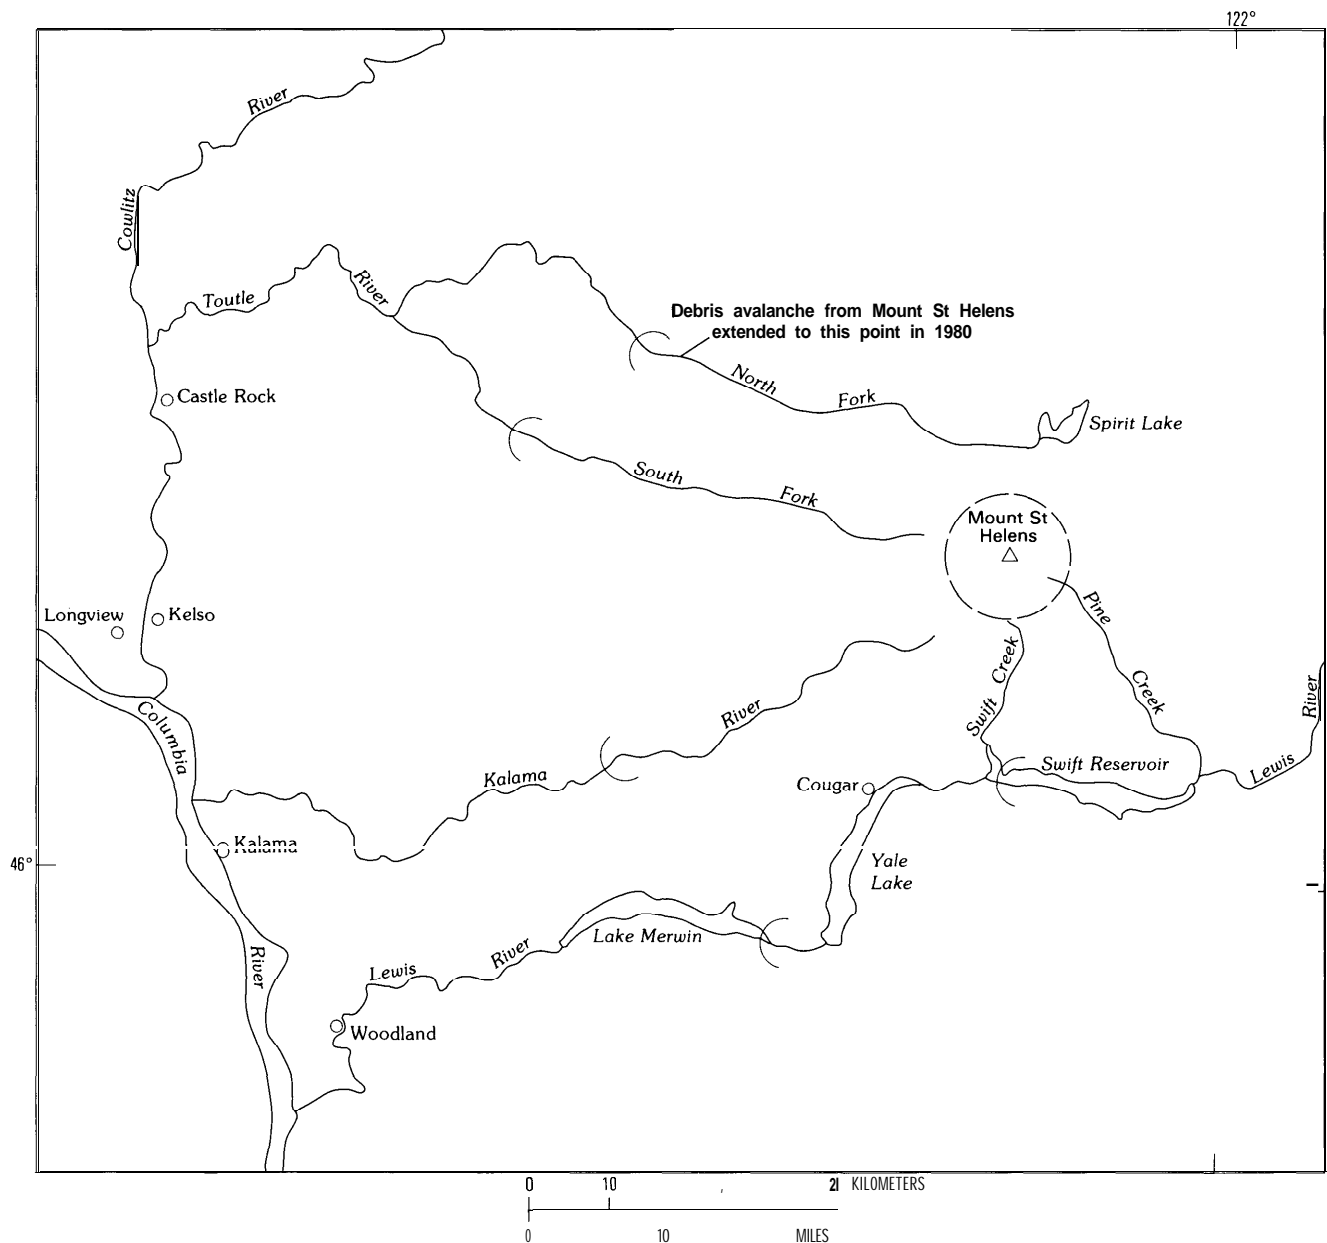 122°
River
Cowlitz
Toutle
River
Debris avalanche from Mount St Helens
extended to this point in 1980
North
Fork
Castle Rock
Spirit Lake
South
Fork
Mount St
Helens
Longview
Kelso
Pine
Creek
Swift
Creek
River
Columbia
River
Kalama
Swift Reservoir
Lewis
Cougar
46°
Kalama
Yale
Lake
River
Lewis
River
Lake Merwin
Woodland
0 10 21 KILOMETERS
0 10 MILES